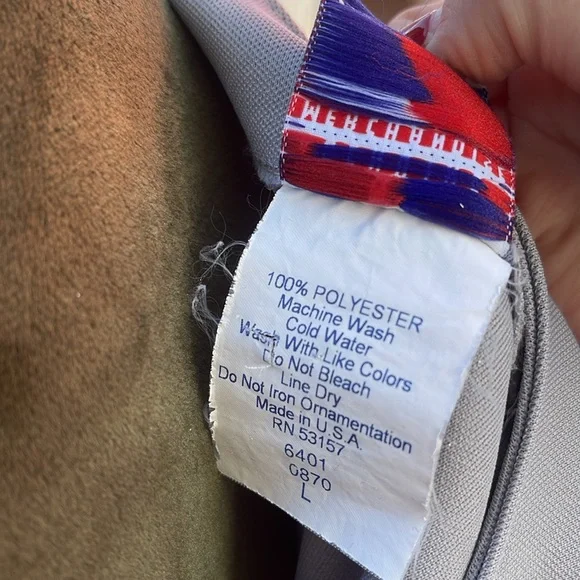 MERCHANDISE
100% POLYESTER
Machine Wash
Cold Water
Wash With Like Colors
Do Not Bleach
Line Dry
Do Not Iron Ornamentation
Made in U.S.A.
RN 53157
6401
0870
L